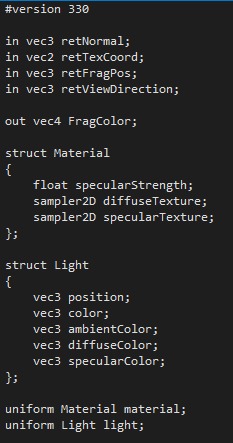 #version 330

in vec3 retNormal;
in vec2 retTexCoord;
in vec3 retFragPos;
in vec3 retViewDirection;

out vec4 FragColor;

struct Material
{
    float specularStrength;
    sampler2D diffuseTexture;
    sampler2D specularTexture;
};

struct Light
{
    vec3 position;
    vec3 color;
    vec3 ambientColor;
    vec3 diffuseColor;
    vec3 specularColor;
};

uniform Material material;
uniform Light light;